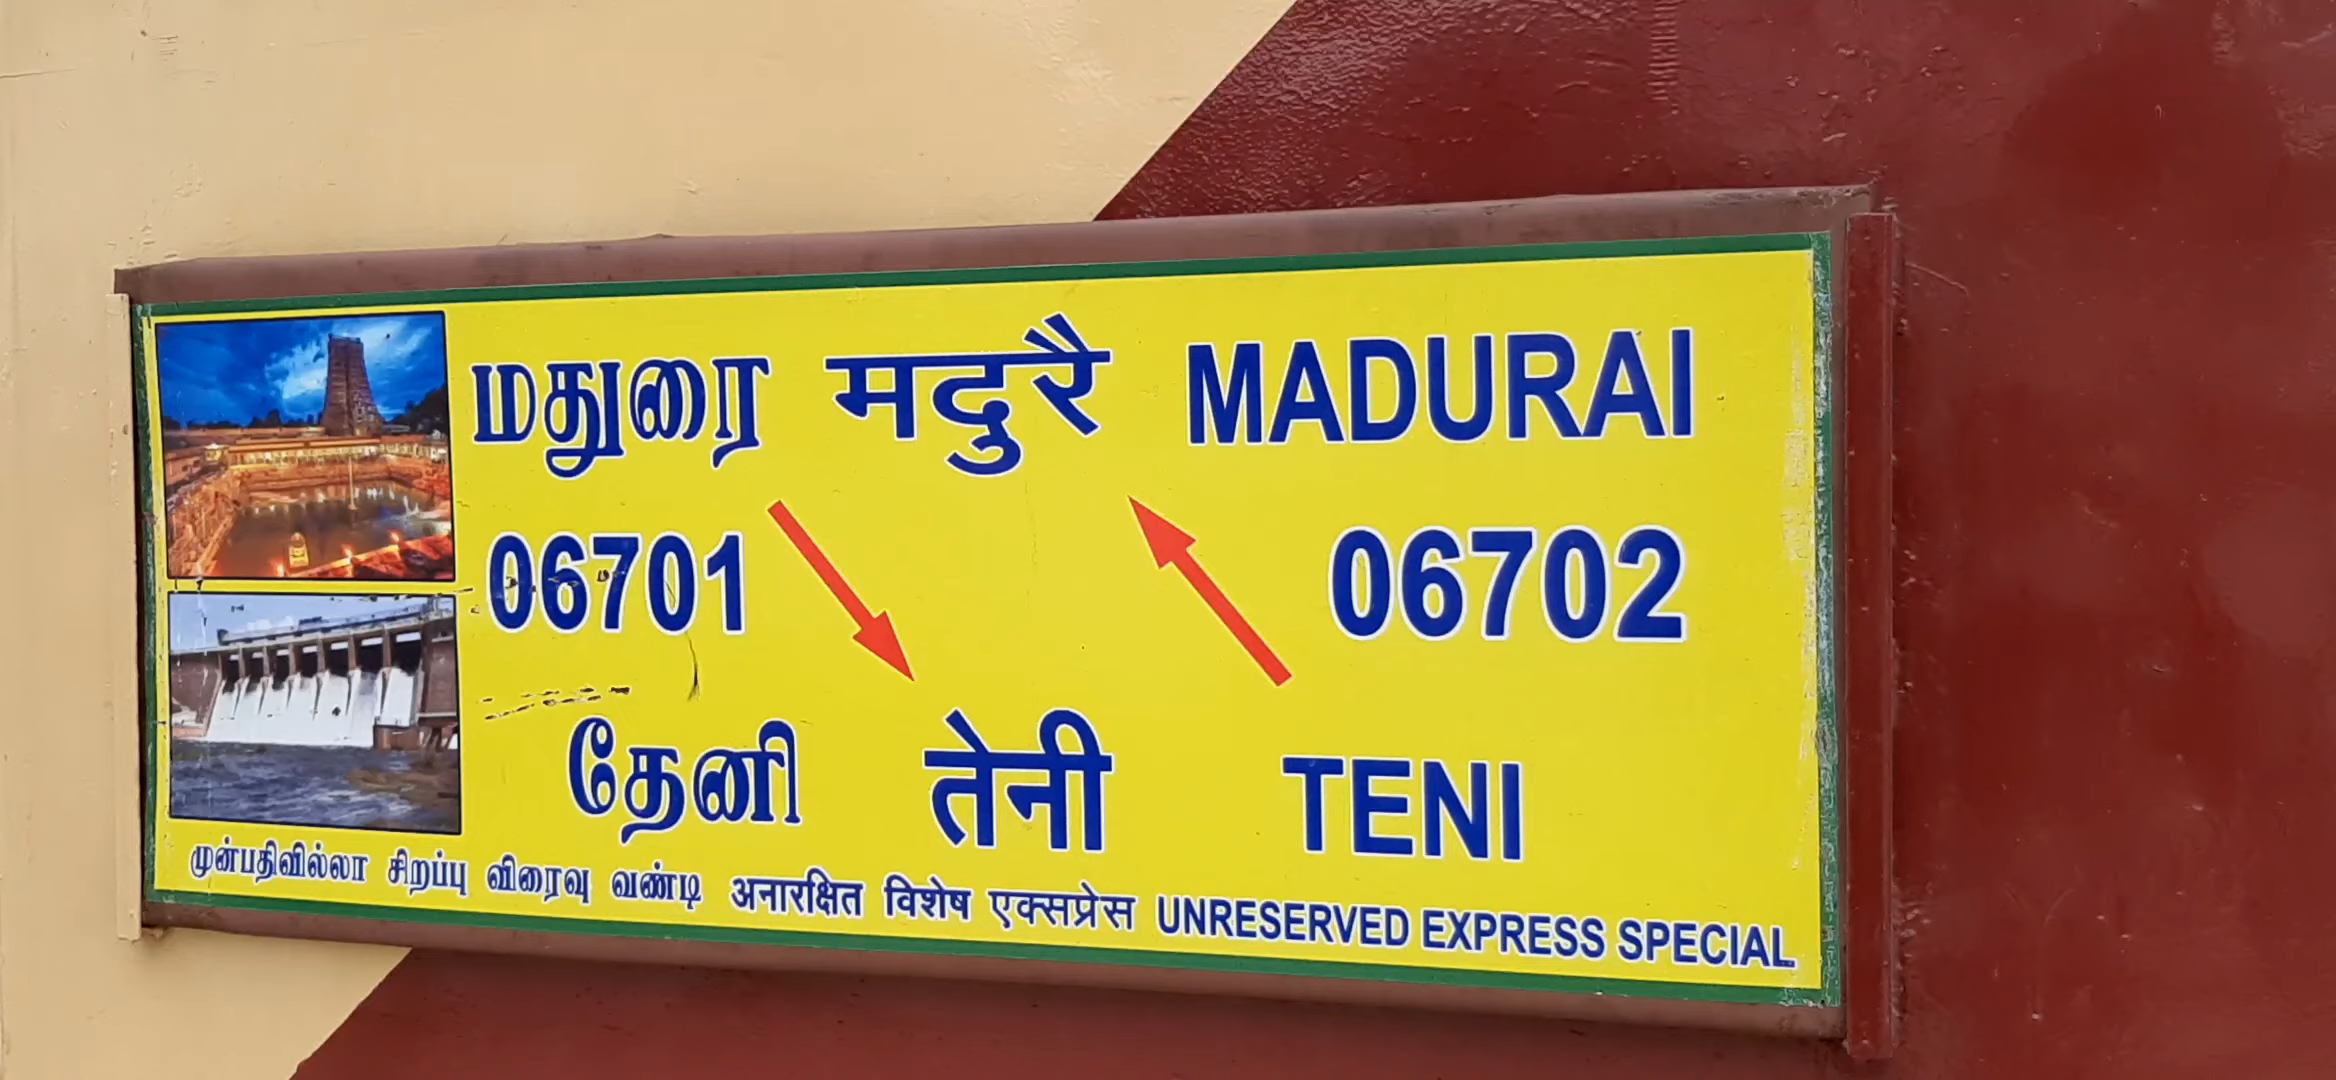 மதுரை मदुरै MADURAI
06701 06702
தேனி तेनी TENI
முன்பதிவில்லா சிறப்பு விரைவு வண்டி अनारक्षित विशेष एक्सप्रेस UNRESERVED EXPRESS SPECIAL